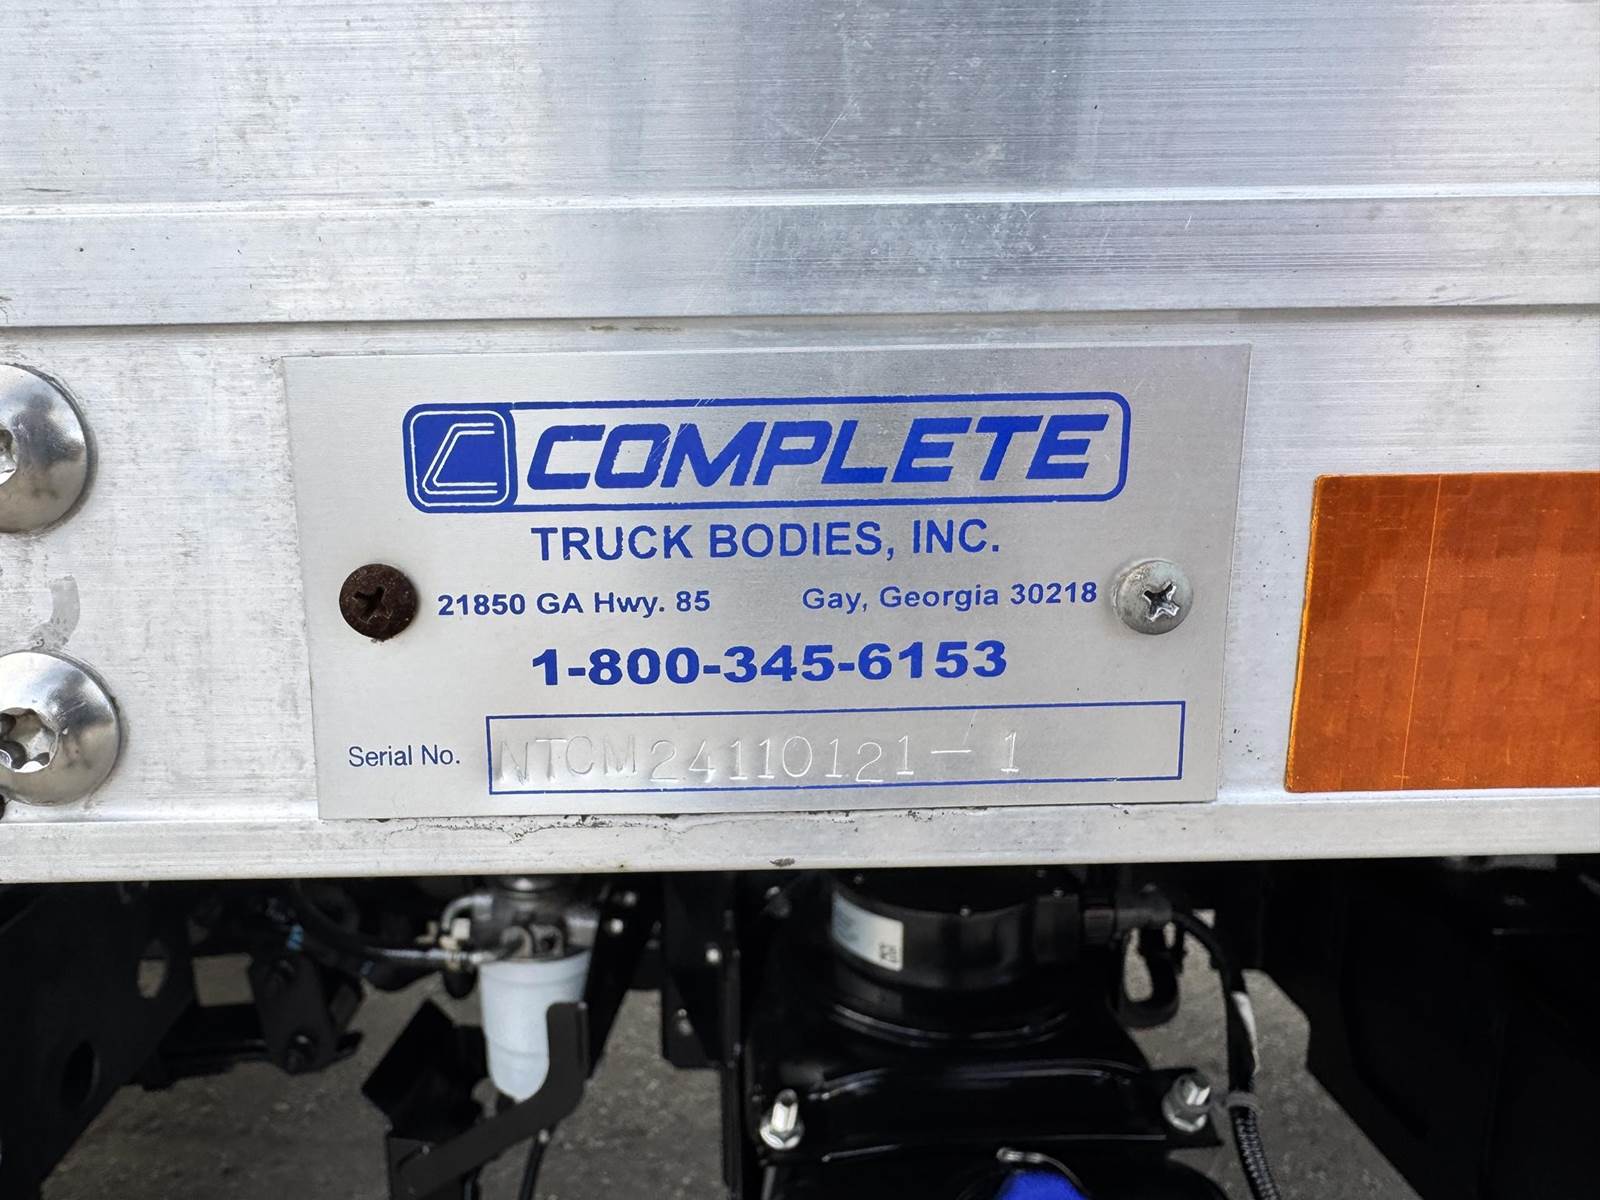 COMPLETE
TRUCK BODIES, INC.
21850 GA Hwy. 85 Gay, Georgia 30218
1-800-345-6153
Serial No. NTCM24110121-1